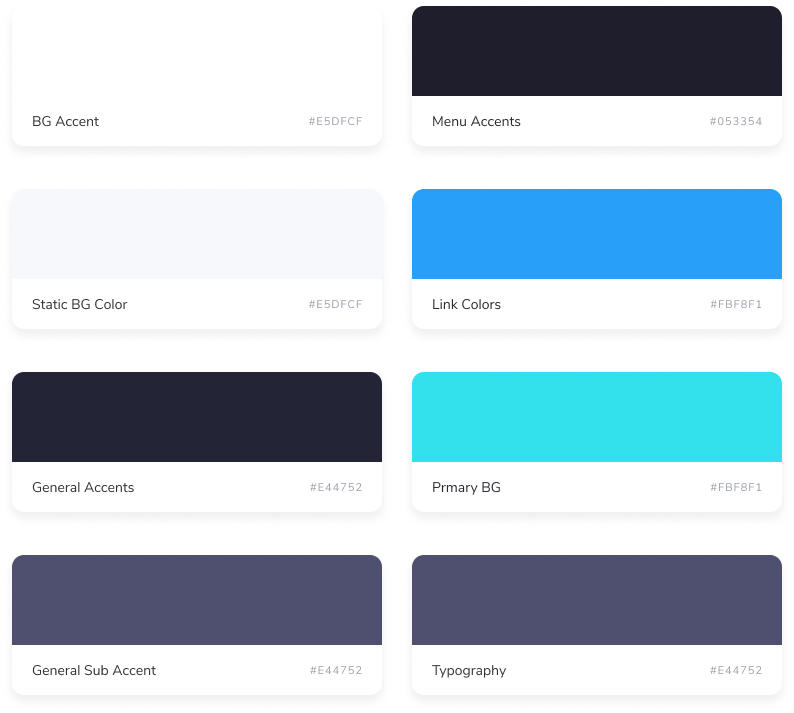 BG Accent #E5DFCF
Menu Accents #053354
Static BG Color #E5DFCF
Link Colors #FBF8F1
General Accents #E44752
Prmary BG #FBF8F1
General Sub Accent #E44752
Typography #E44752